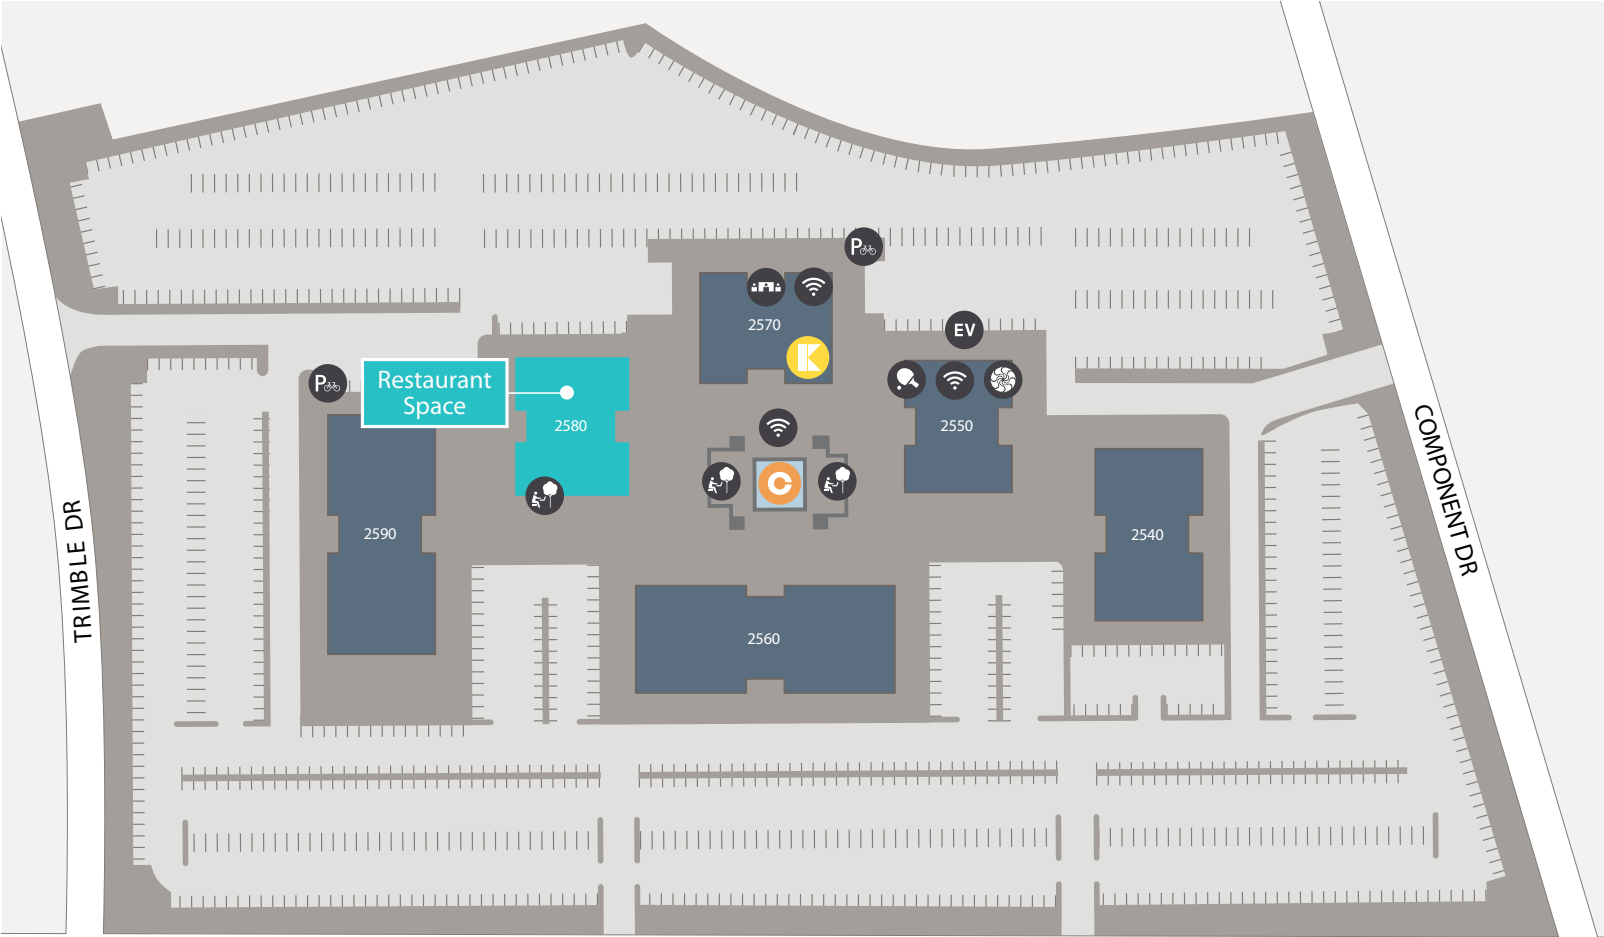 P
2570
EV
P
Restaurant
Space
2580
2550
COMPONENT DR
TRIMBLE DR
2590
2540
2560